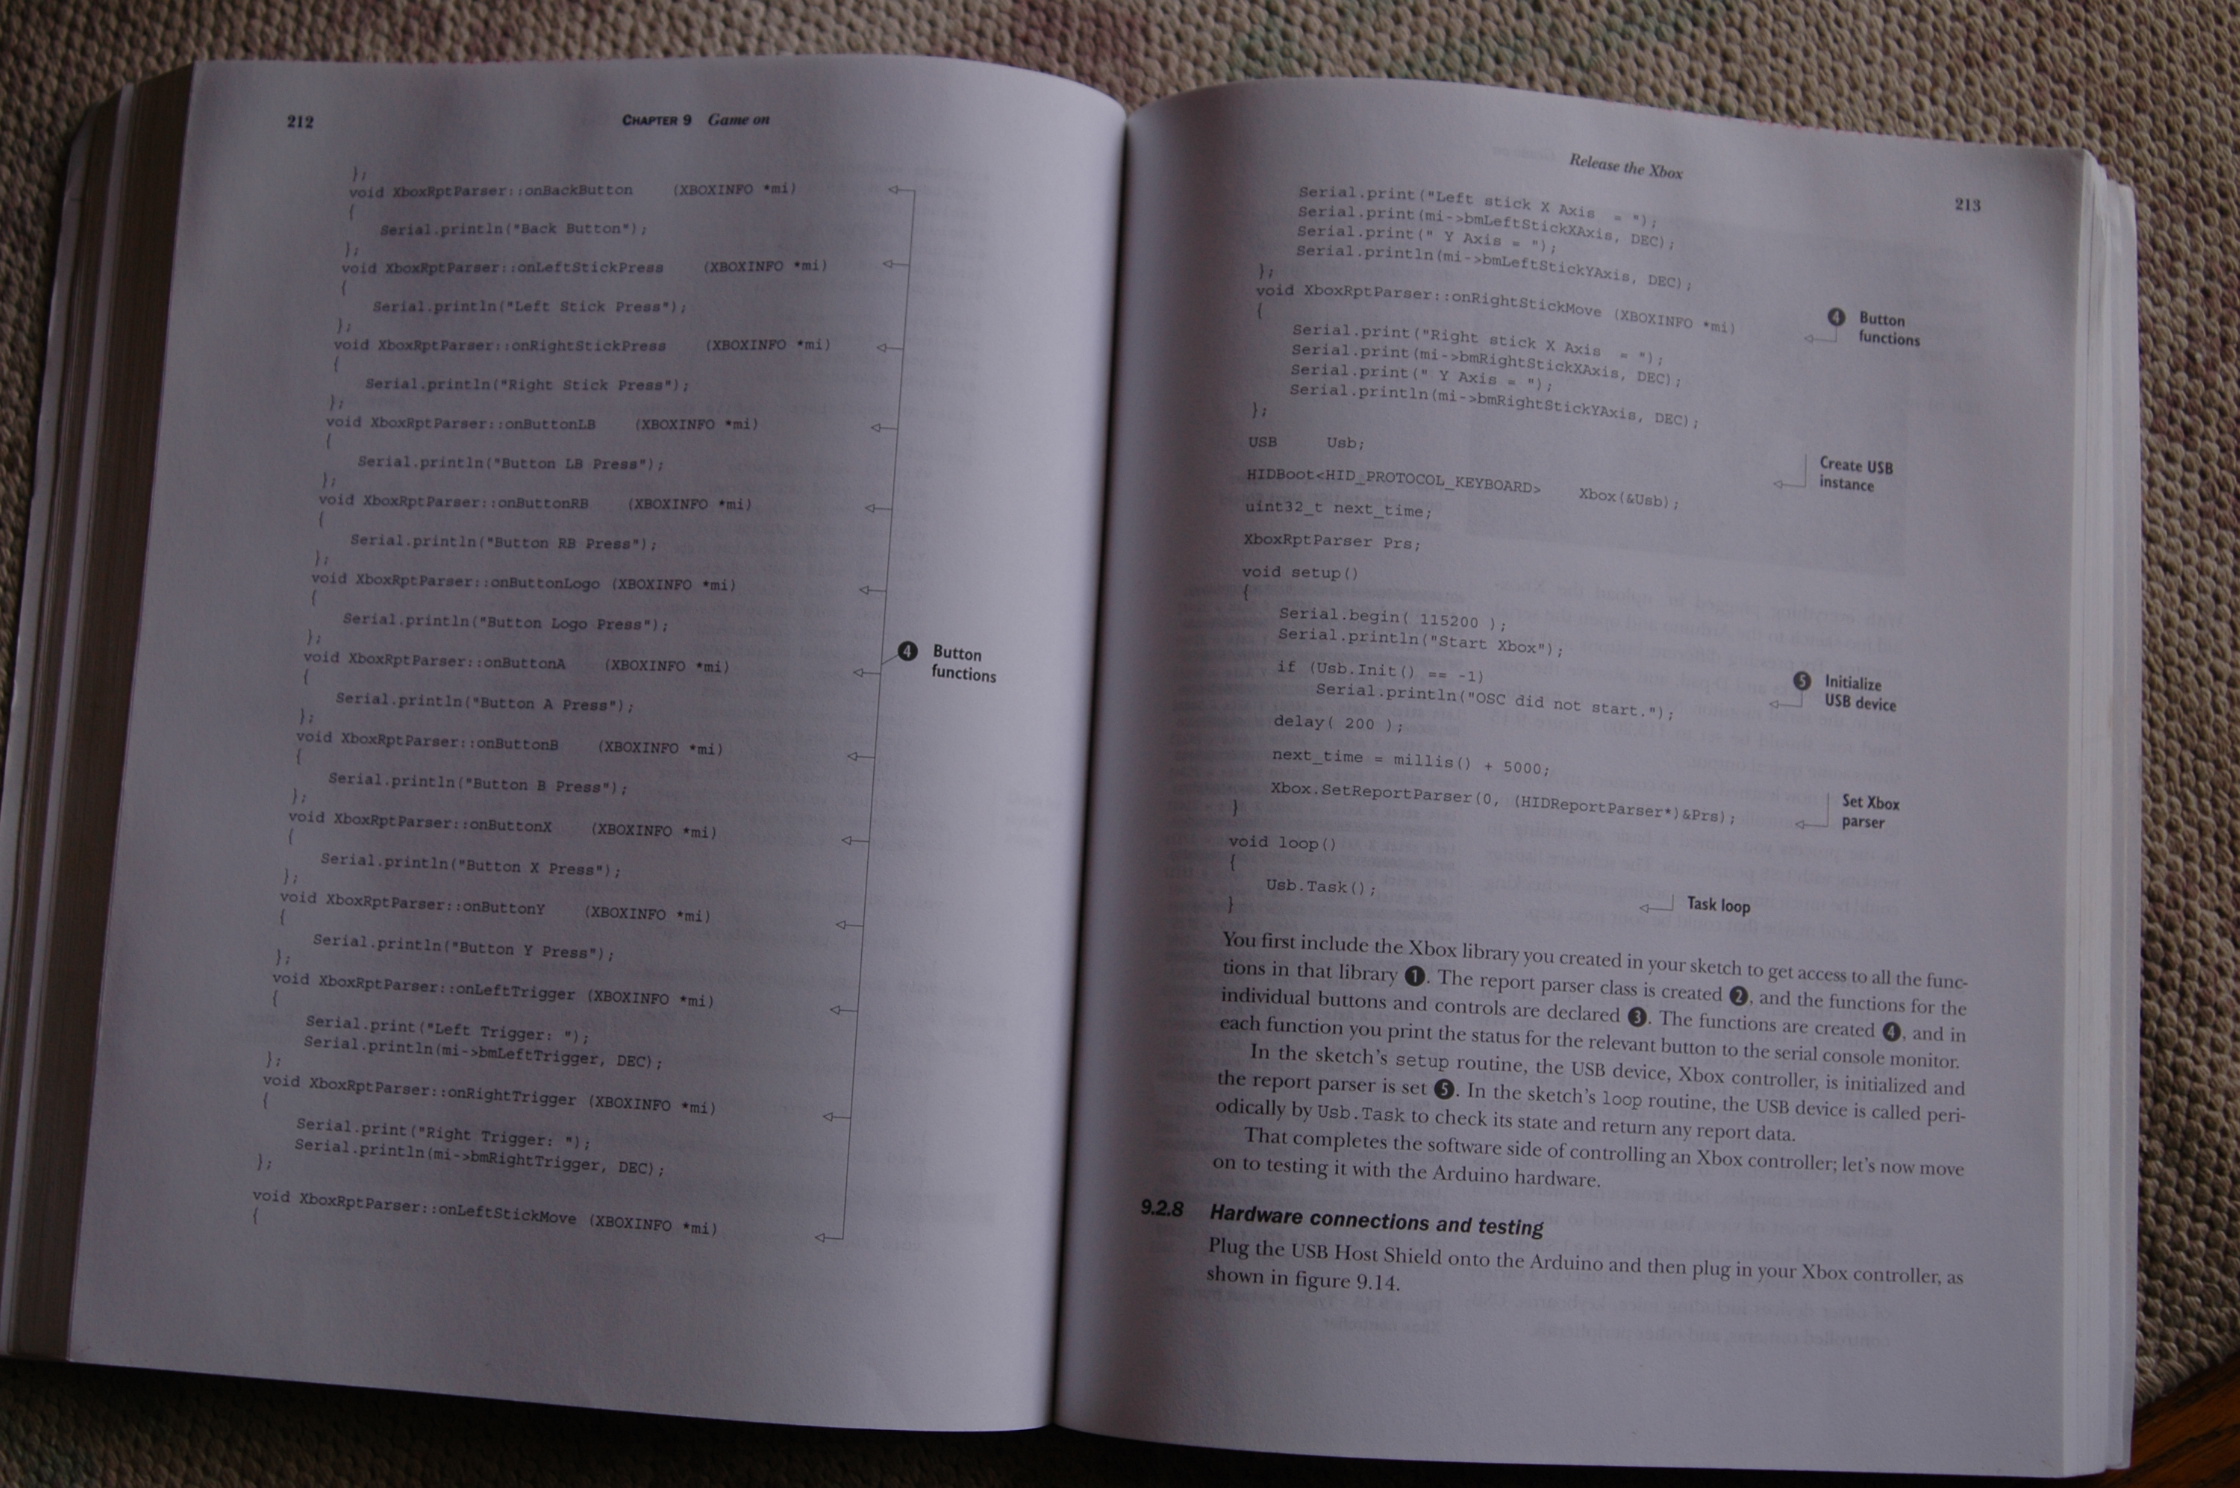 212 CHAPTER 9 Game on
};
void XboxRptParser::onBackButton (XBOXINFO *mi)
{
Serial.println("Back Button");
};
void XboxRptParser::onLeftStickPress (XBOXINFO *mi)
{
Serial.println("Left Stick Press");
};
void XboxRptParser::onRightStickPress (XBOXINFO *mi)
{
Serial.println("Right Stick Press");
};
void XboxRptParser::onButtonLB (XBOXINFO *mi)
{
Serial.println("Button LB Press");
};
void XboxRptParser::onButtonRB (XBOXINFO *mi)
{
Serial.println("Button RB Press");
};
void XboxRptParser::onButtonLogo (XBOXINFO *mi)
{
Serial.println("Button Logo Press");
};
void XboxRptParser::onButtonA (XBOXINFO *mi)
{
Serial.println("Button A Press");
};
void XboxRptParser::onButtonB (XBOXINFO *mi)
{
Serial.println("Button B Press");
};
void XboxRptParser::onButtonX (XBOXINFO *mi)
{
Serial.println("Button X Press");
};
void XboxRptParser::onButtonY (XBOXINFO *mi)
{
Serial.println("Button Y Press");
};
void XboxRptParser::onLeftTrigger (XBOXINFO *mi)
{
Serial.print("Left Trigger: ");
Serial.println(mi->bmLeftTrigger, DEC);
};
void XboxRptParser::onRightTrigger (XBOXINFO *mi)
{
Serial.print("Right Trigger: ");
Serial.println(mi->bmRightTrigger, DEC);
};
void XboxRptParser::onLeftStickMove (XBOXINFO *mi)
{
4 Button
functions
Release the Xbox 213
Serial.print("Left stick X Axis = ");
Serial.print(mi->bmLeftStickXAxis, DEC);
Serial.print(" Y Axis = ");
Serial.println(mi->bmLeftStickYAxis, DEC);
};
void XboxRptParser::onRightStickMove (XBOXINFO *mi)
{
4 Button
functions
Serial.print("Right stick X Axis = ");
Serial.print(mi->bmRightStickXAxis, DEC);
Serial.print(" Y Axis = ");
Serial.println(mi->bmRightStickYAxis, DEC);
};
USB Usb;
Create USB
instance
HIDBoot<HID_PROTOCOL_KEYBOARD> Xbox(&Usb);
uint32_t next_time;
XboxRptParser Prs;
void setup()
{
Serial.begin( 115200 );
Serial.println("Start Xbox");
if (Usb.Init() == -1)
5 Initialize
USB device
Serial.println("OSC did not start.");
delay( 200 );
next_time = millis() + 5000;
Xbox.SetReportParser(0, (HIDReportParser*)&Prs);
Set Xbox
parser
}
void loop()
{
Usb.Task();
Task loop
}
You first include the Xbox library you created in your sketch to get access to all the func-
tions in that library 1. The report parser class is created 2, and the functions for the
individual buttons and controls are declared 3. The functions are created 4, and in
each function you print the status for the relevant button to the serial console monitor.
In the sketch's setup routine, the USB device, Xbox controller, is initialized and
the report parser is set 5. In the sketch's loop routine, the USB device is called peri-
odically by Usb.Task to check its state and return any report data.
That completes the software side of controlling an Xbox controller; let's now move
on to testing it with the Arduino hardware.
9.2.8 Hardware connections and testing
Plug the USB Host Shield onto the Arduino and then plug in your Xbox controller, as
shown in figure 9.14.